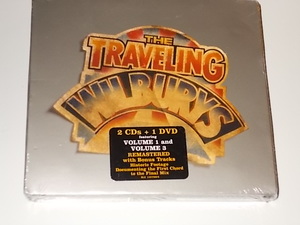 THE
TRAVELING
WILBURYS
2 CDs + 1 DVD
featuring
VOLUME 1 and
VOLUME 3
REMASTERED
with Bonus Tracks
Historic Footage
Documenting the First Chord
to the Final Mix